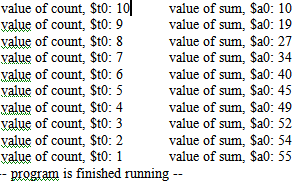 value of count, $t0: 10 value of sum, $a0: 10
value of count, $t0: 9 value of sum, $a0: 19
value of count, $t0: 8 value of sum, $a0: 27
value of count, $t0: 7 value of sum, $a0: 34
value of count, $t0: 6 value of sum, $a0: 40
value of count, $t0: 5 value of sum, $a0: 45
value of count, $t0: 4 value of sum, $a0: 49
value of count, $t0: 3 value of sum, $a0: 52
value of count, $t0: 2 value of sum, $a0: 54
value of count, $t0: 1 value of sum, $a0: 55
-- program is finished running --